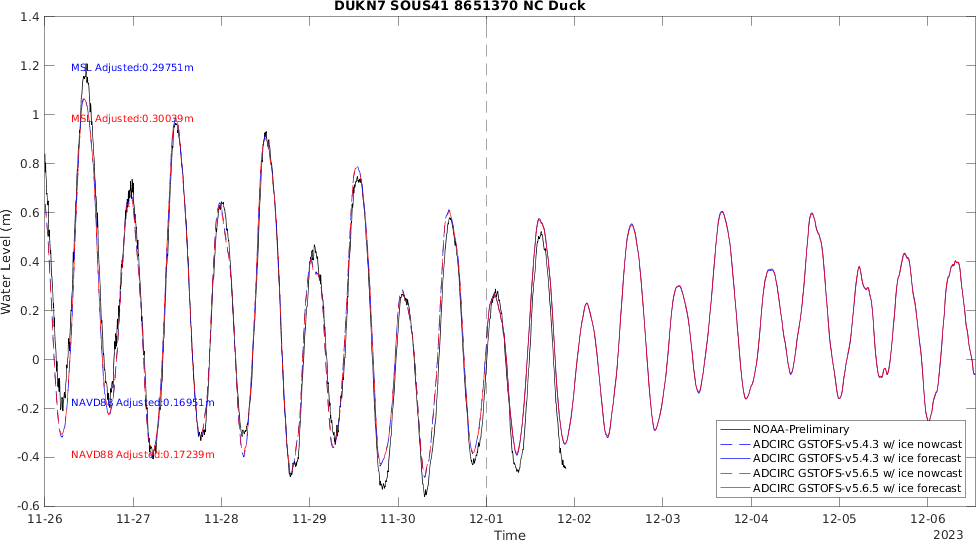 DUKN7 SOUS41 8651370 NC Duck
1.4
1.2
1
0.8
0.6
0.4
0.2
0
-0.2
-0.4
-0.6
Water Level (m)
MSL Adjusted:0.29751m
MSL Adjusted:0.30039m
NAVD88 Adjusted:0.16951m
NAVD88 Adjusted:0.17239m
NOAA-Preliminary
ADCIRC GSTOFS-v5.4.3 w/ ice nowcast
ADCIRC GSTOFS-v5.4.3 w/ ice forecast
ADCIRC GSTOFS-v5.6.5 w/ ice nowcast
ADCIRC GSTOFS-v5.6.5 w/ ice forecast
11-26 11-27 11-28 11-29 11-30 12-01 12-02 12-03 12-04 12-05 12-06
Time
2023